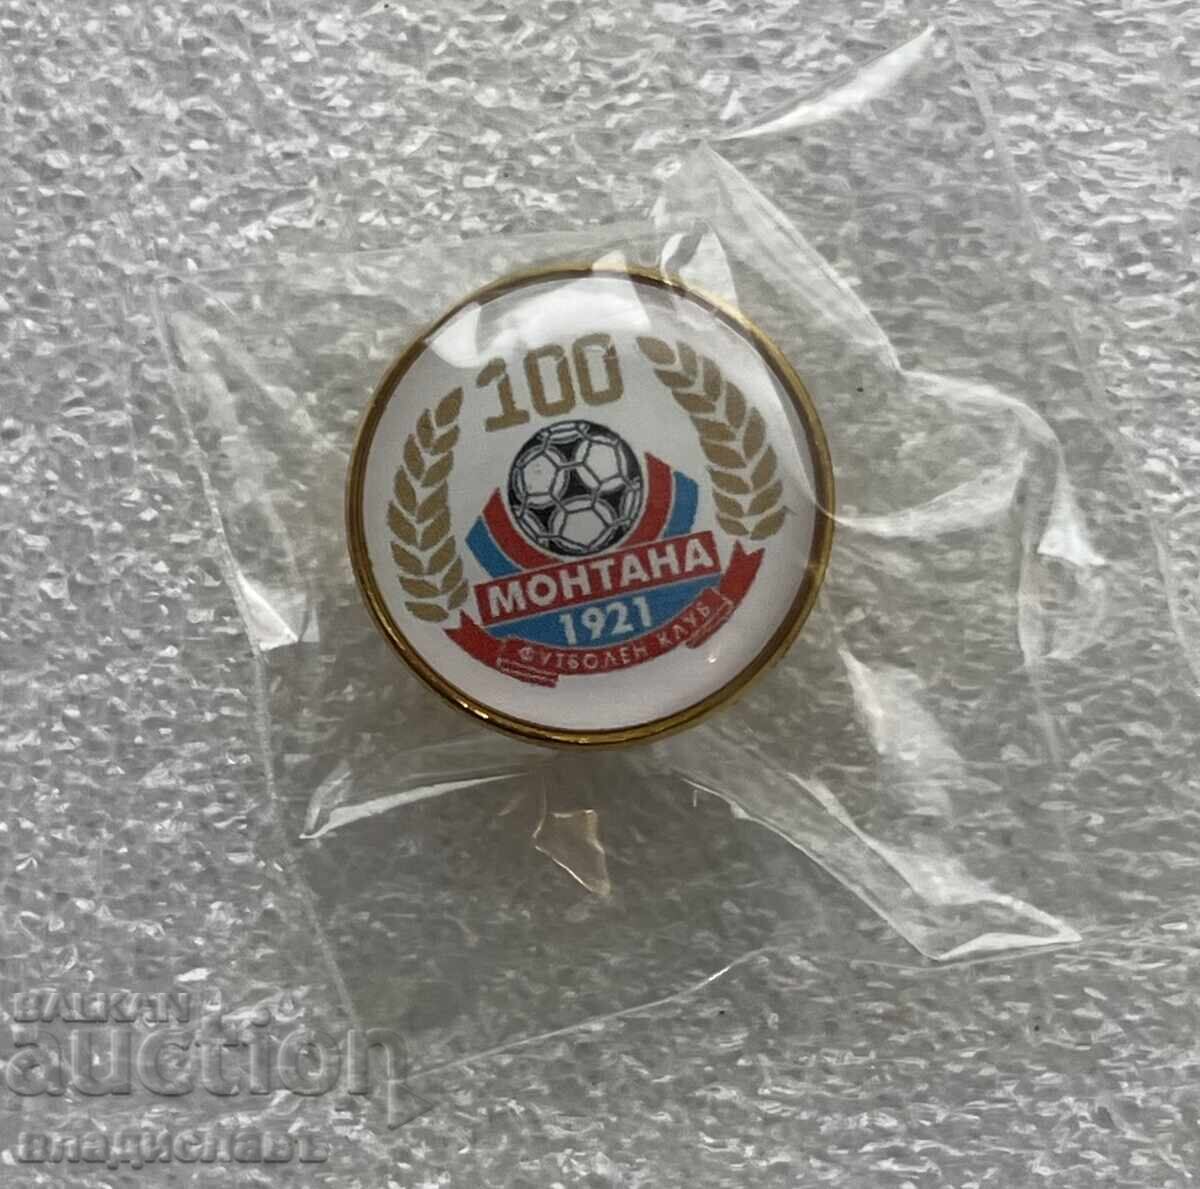 100
МОНТАНА
1921
ФУТБОЛЕН КЛУБ
BALKAN
auction
Владиславъ